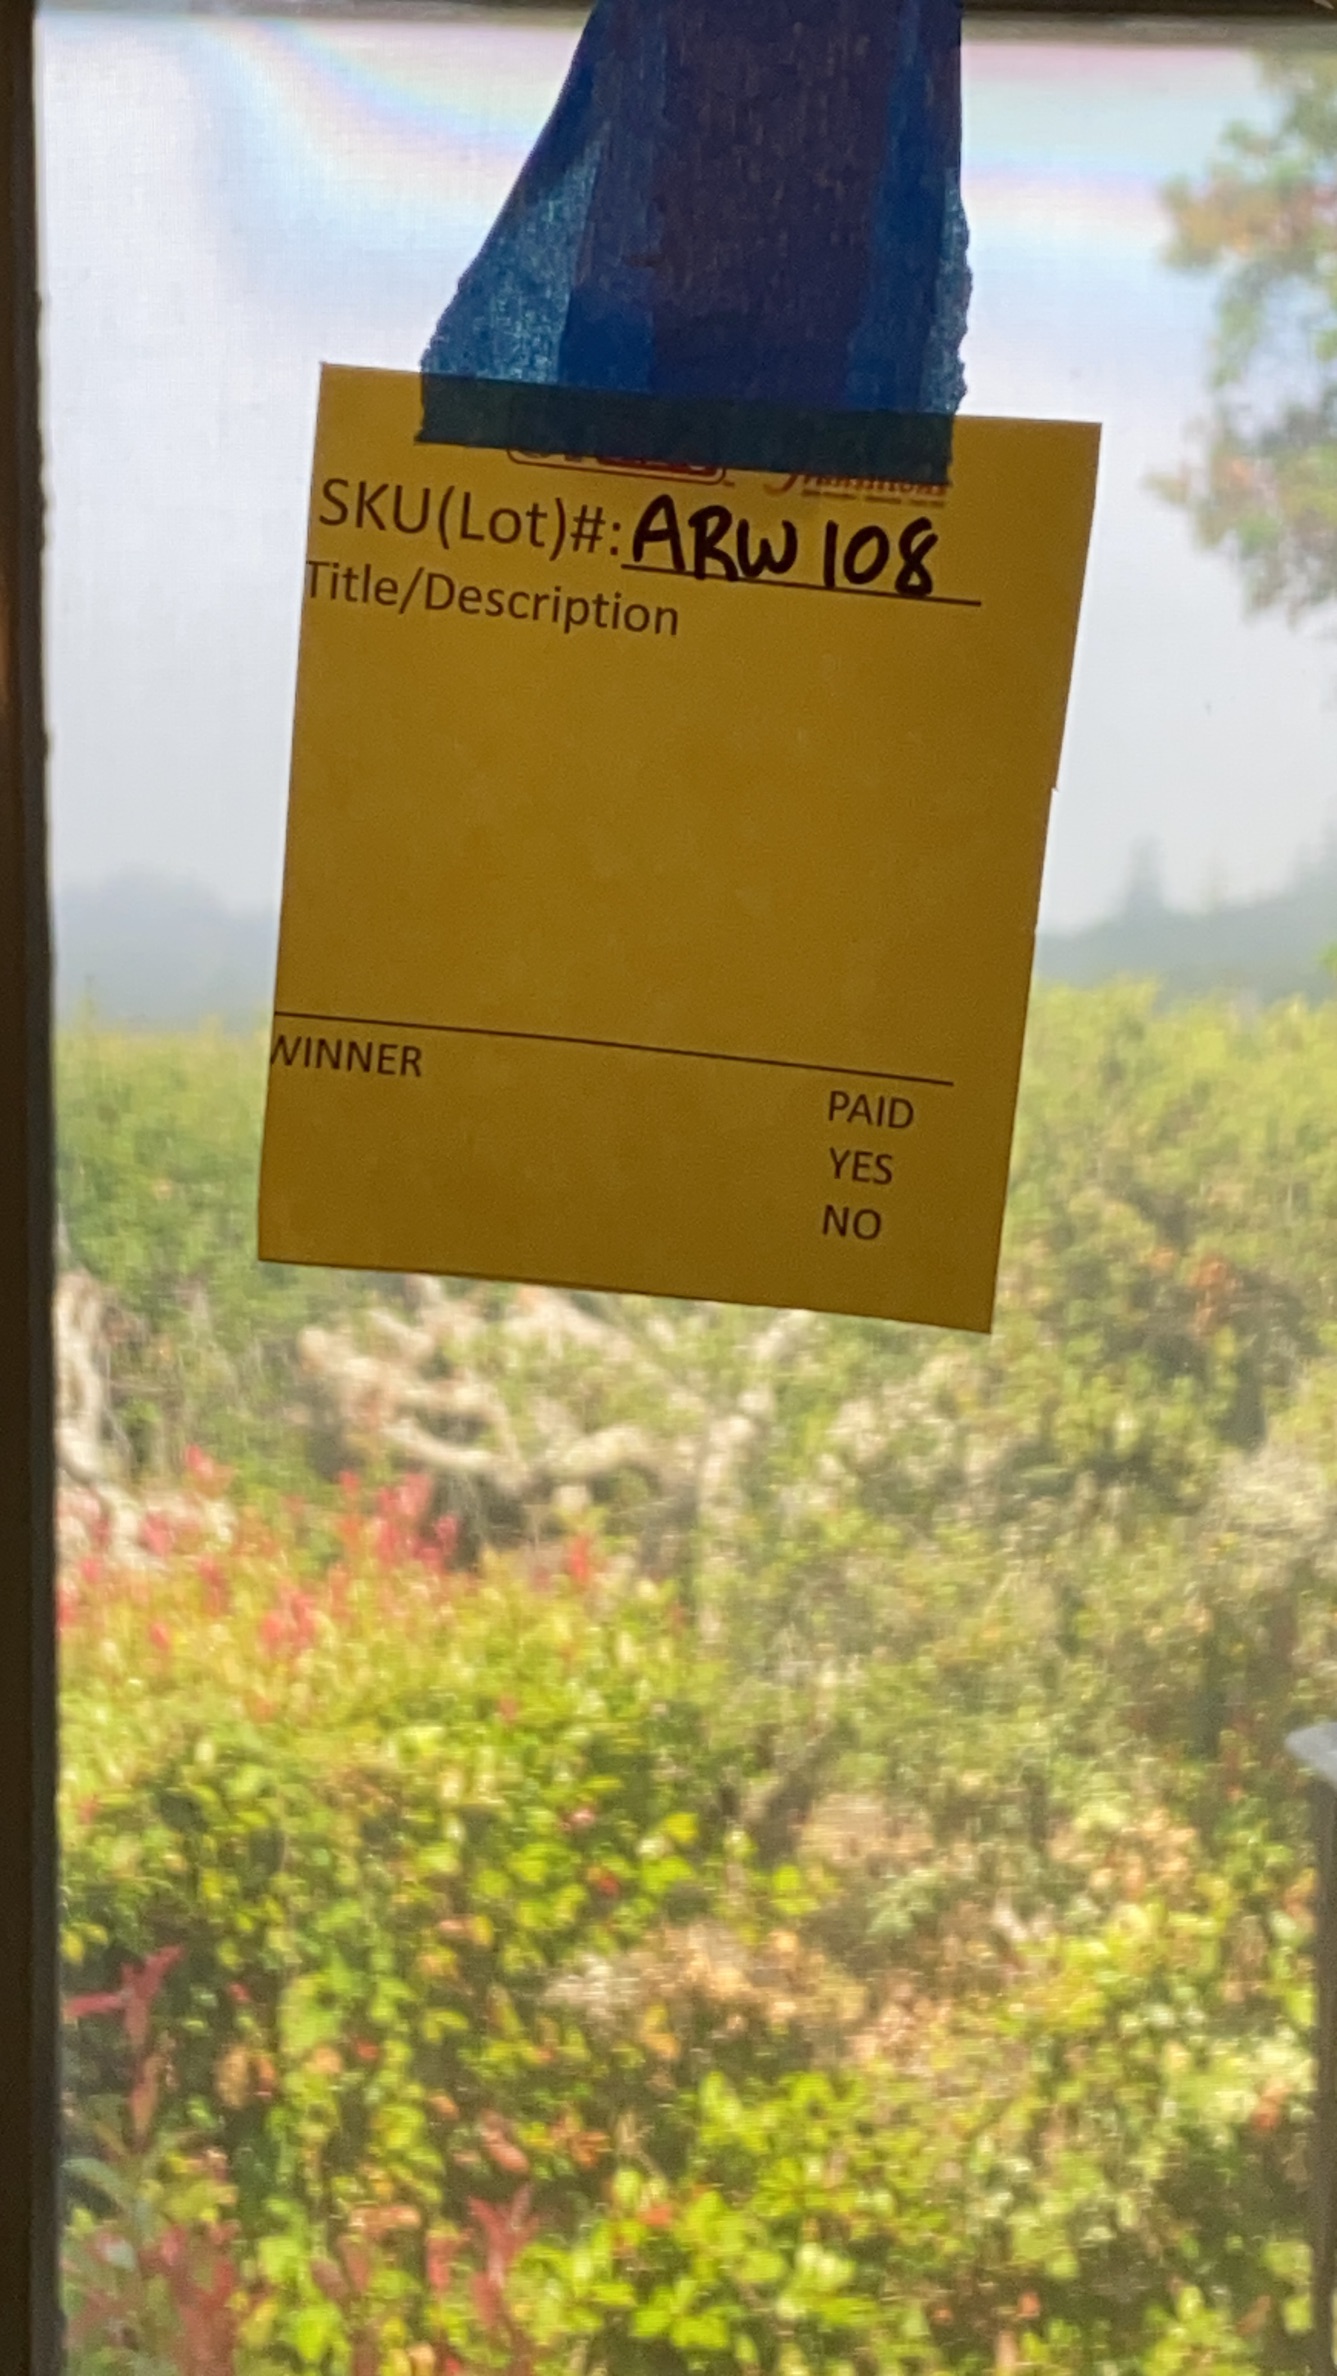 SKU(Lot)#: ARW 108
Title/Description
WINNER
PAID
YES
NO